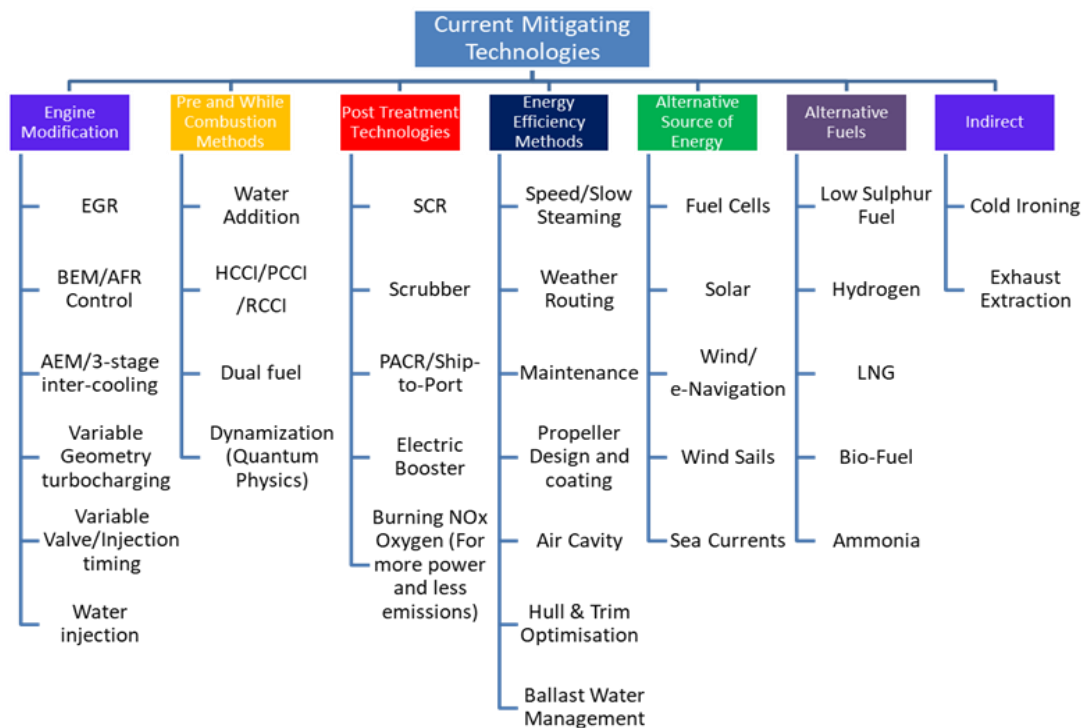 Current Mitigating
Technologies
Engine
Modification
EGR
BEM/AFR
Control
AEM/3-stage
inter-cooling
Variable
Geometry
turbocharging
Variable
Valve/Injection
timing
Water
injection
Pre and While
Combustion
Methods
Water
Addition
HCCI/PCCI
/RCCI
Dual fuel
Dynamization
(Quantum
Physics)
Post Treatment
Technologies
SCR
Scrubber
PACR/Ship-
to-Port
Electric
Booster
Burning NOx
Oxygen (For
more power
and less
emissions)
Energy
Efficiency
Methods
Speed/Slow
Steaming
Weather
Routing
Maintenance
Propeller
Design and
coating
Air Cavity
Hull & Trim
Optimisation
Ballast Water
Management
Alternative
Source of
Energy
Fuel Cells
Solar
Wind/
e-Navigation
Wind Sails
Sea Currents
Alternative
Fuels
Low Sulphur
Fuel
Hydrogen
LNG
Bio-Fuel
Ammonia
Indirect
Cold Ironing
Exhaust
Extraction